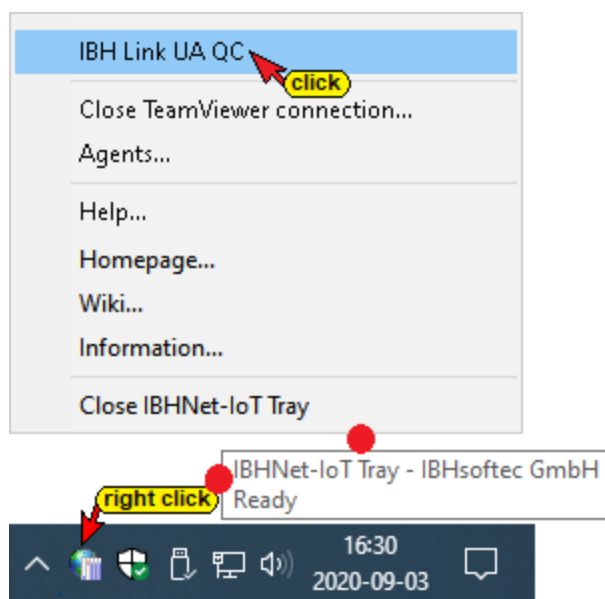 IBH Link UA QC
click
Close TeamViewer connection...
Agents...
Help...
Homepage...
Wiki...
Information...
Close IBHNet-IoT Tray
IBHNet-IoT Tray - IBHsoftec GmbH
Ready
right click
16:30
2020-09-03